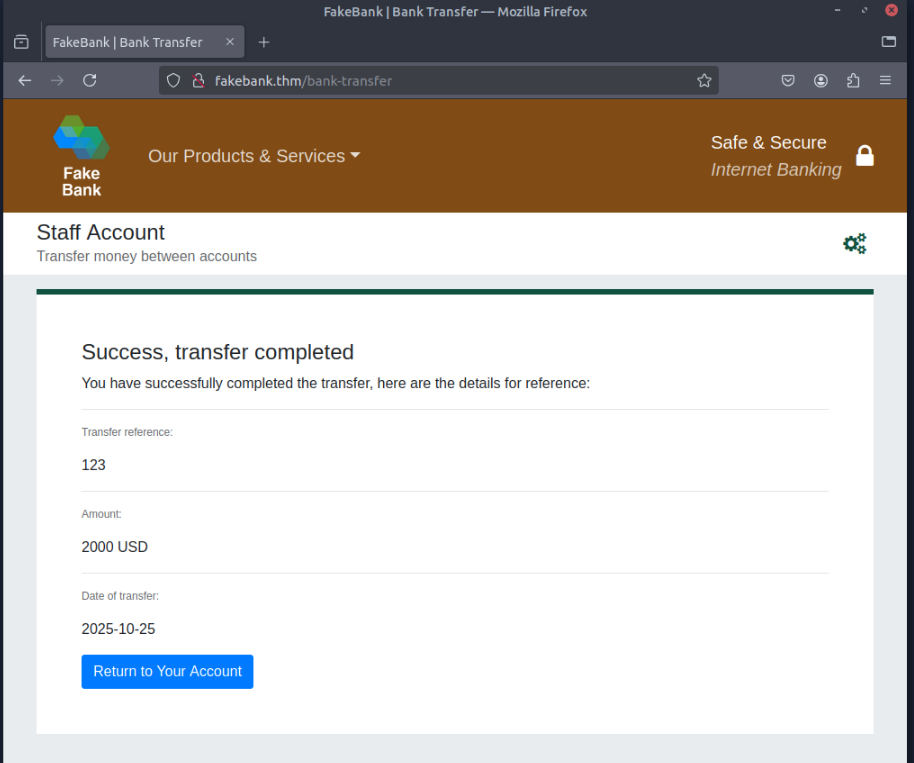 FakeBank | Bank Transfer — Mozilla Firefox
FakeBank | Bank Transfer
fakebank.thm/bank-transfer
Fake
Bank
Our Products & Services
Safe & Secure
Internet Banking
Staff Account
Transfer money between accounts
Success, transfer completed
You have successfully completed the transfer, here are the details for reference:
Transfer reference:
123
Amount:
2000 USD
Date of transfer:
2025-10-25
Return to Your Account